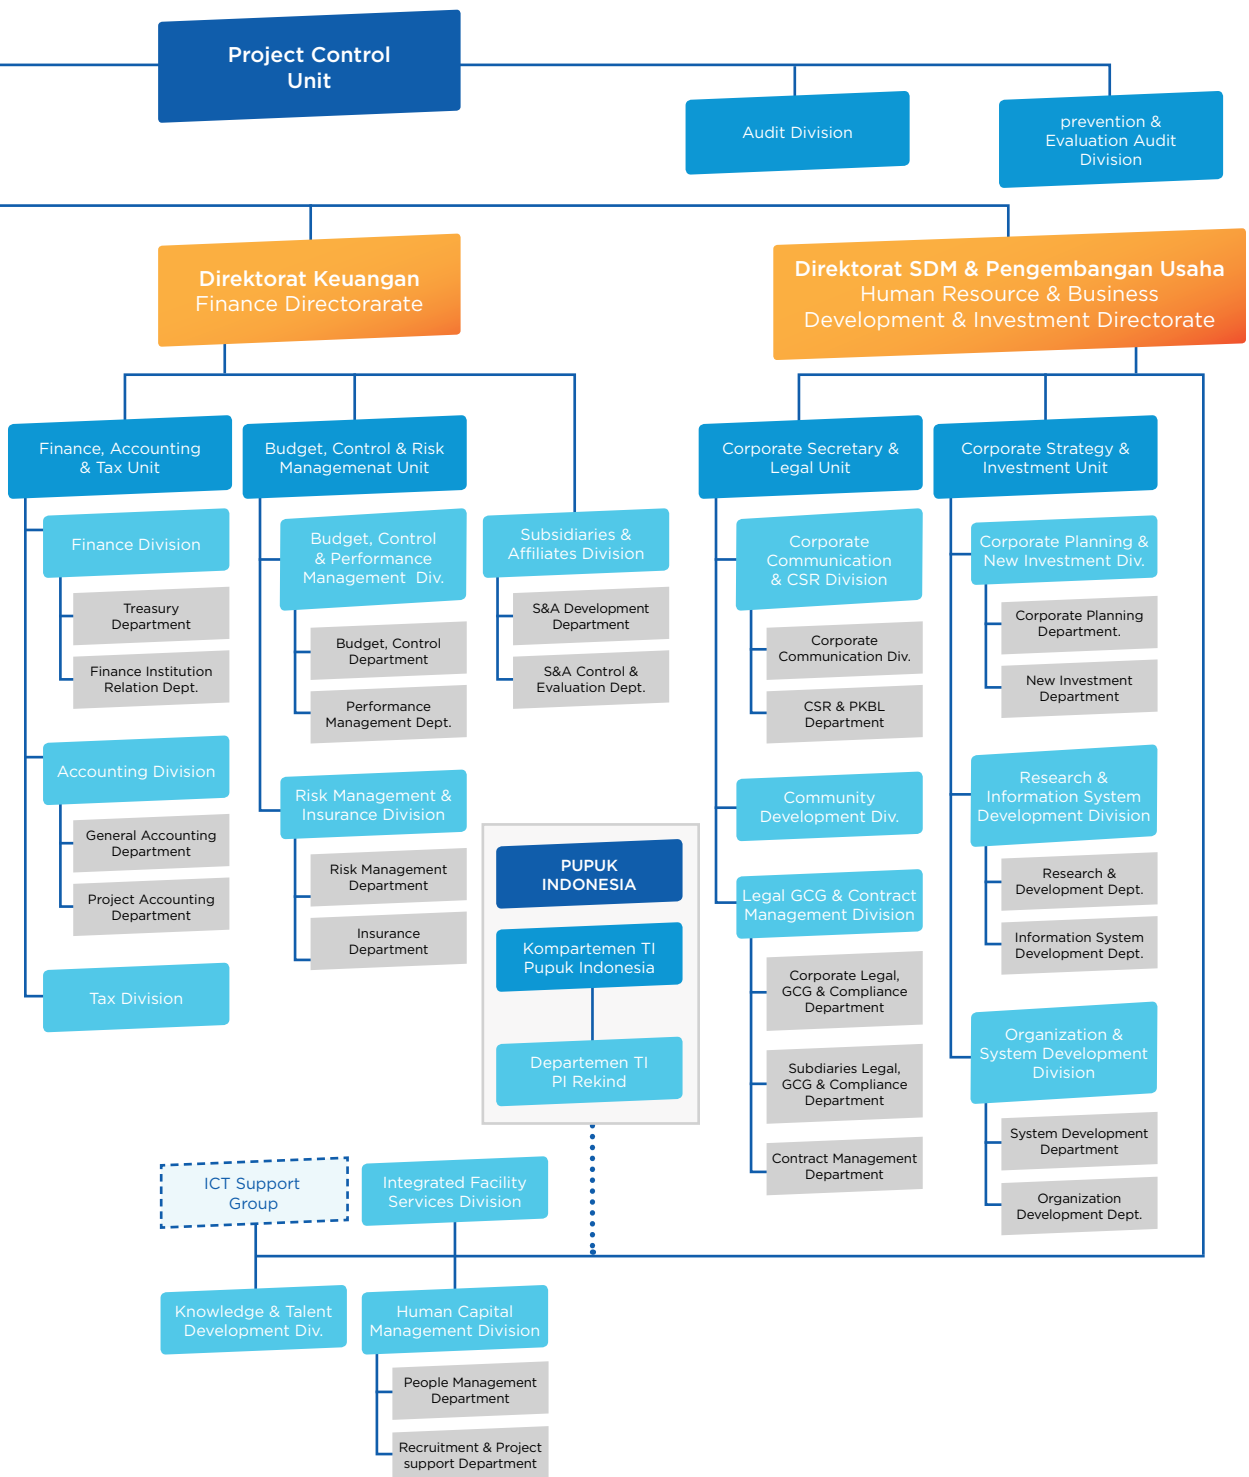 Project Control
Unit
Audit Division
prevention &
Evaluation Audit
Division
Direktorat Keuangan
Finance Directorarate
Direktorat SDM & Pengembangan Usaha
Human Resource & Business
Development & Investment Directorate
Finance, Accounting
& Tax Unit
Finance Division
Treasury
Department
Finance Institution
Relation Dept.
Accounting Division
General Accounting
Department
Project Accounting
Department
Tax Division
Budget, Control & Risk
Managemenat Unit
Budget, Control
& Performance
Management Div.
Budget, Control
Department
Performance
Management Dept.
Risk Management &
Insurance Division
Risk Management
Department
Insurance
Department
Subsidiaries &
Affiliates Division
S&A Development
Department
S&A Control &
Evaluation Dept.
PUPUK
INDONESIA
Kompartemen TI
Pupuk Indonesia
Departemen TI
PI Rekind
Corporate Secretary &
Legal Unit
Corporate
Communication
& CSR Division
Corporate
Communication Div.
CSR & PKBL
Department
Community
Development Div.
Legal GCG & Contract
Management Division
Corporate Legal,
GCG & Compliance
Department
Subdiaries Legal,
GCG & Compliance
Department
Contract Management
Department
Corporate Strategy &
Investment Unit
Corporate Planning &
New Investment Div.
Corporate Planning
Department.
New Investment
Department
Research &
Information System
Development Division
Research &
Development Dept.
Information System
Development Dept.
Organization &
System Development
Division
System Development
Department
Organization
Development Dept.
ICT Support
Group
Integrated Facility
Services Division
Knowledge & Talent
Development Div.
Human Capital
Management Division
People Management
Department
Recruitment & Project
support Department